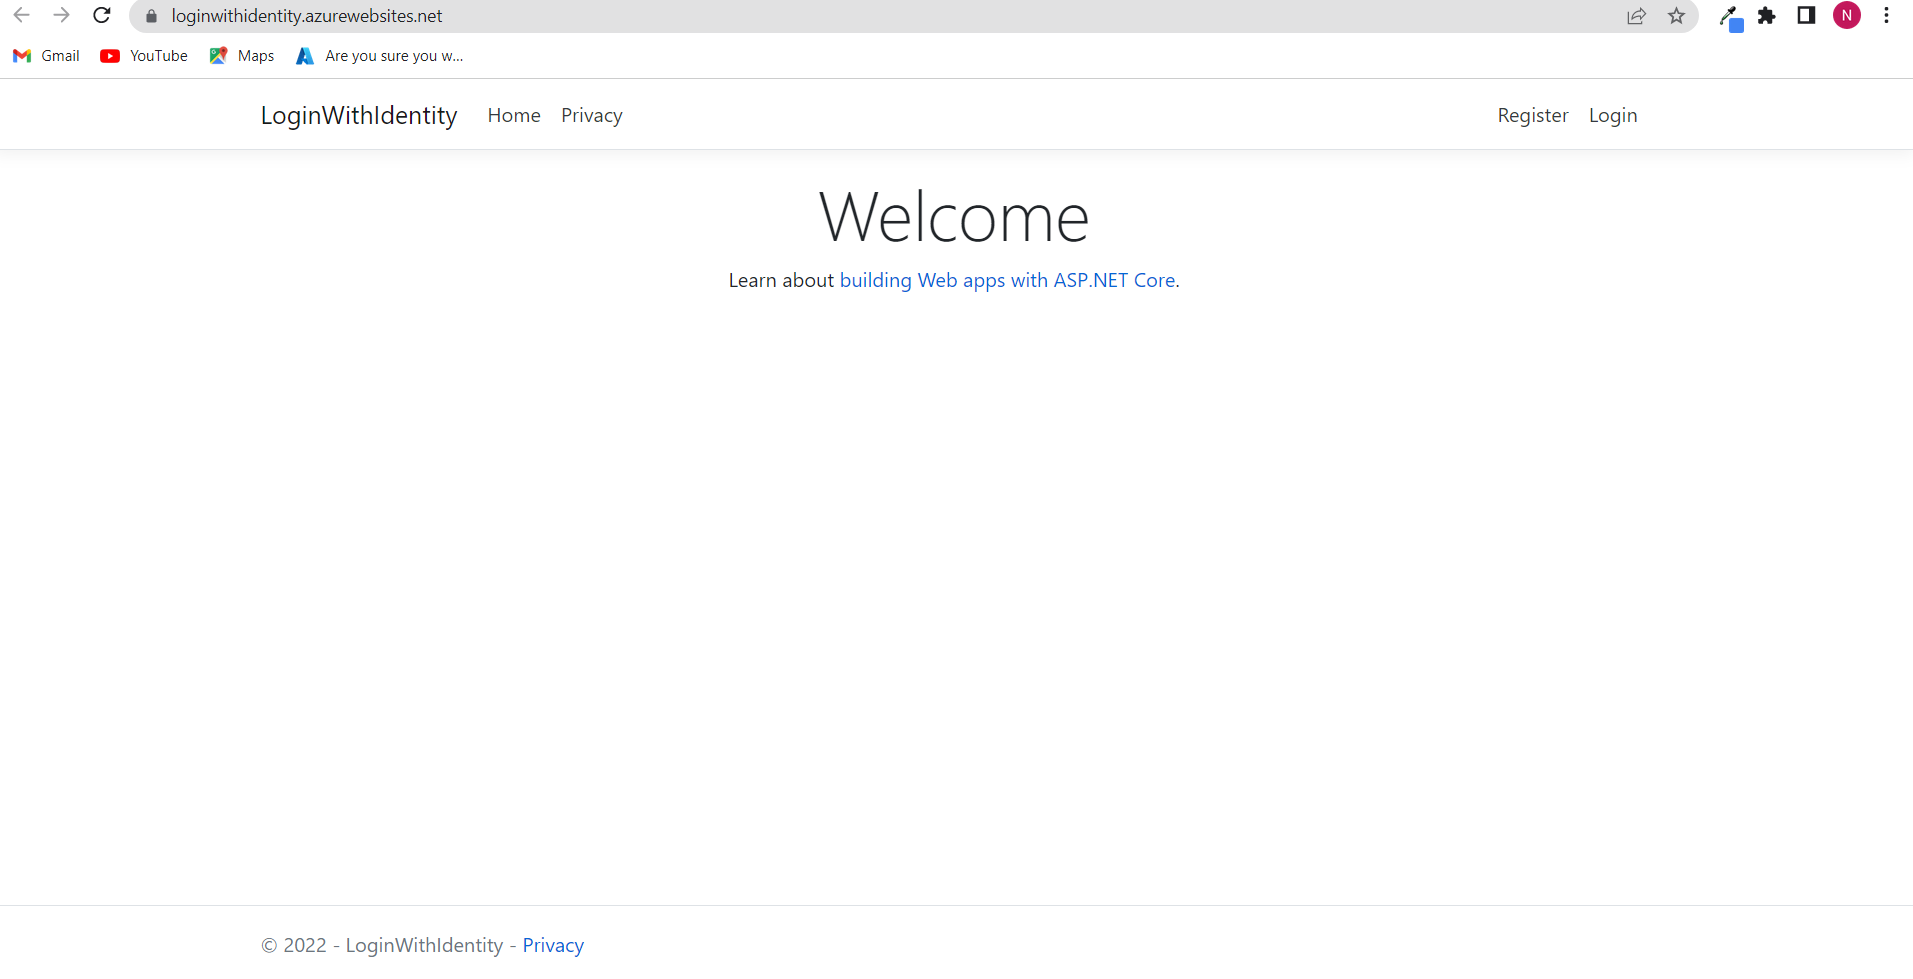 loginwithidentity.azurewebsites.net
N
Gmail YouTube Maps Are you sure you w...
LoginWithIdentity Home Privacy Register Login
Welcome
Learn about building Web apps with ASP.NET Core.
© 2022 - LoginWithIdentity - Privacy